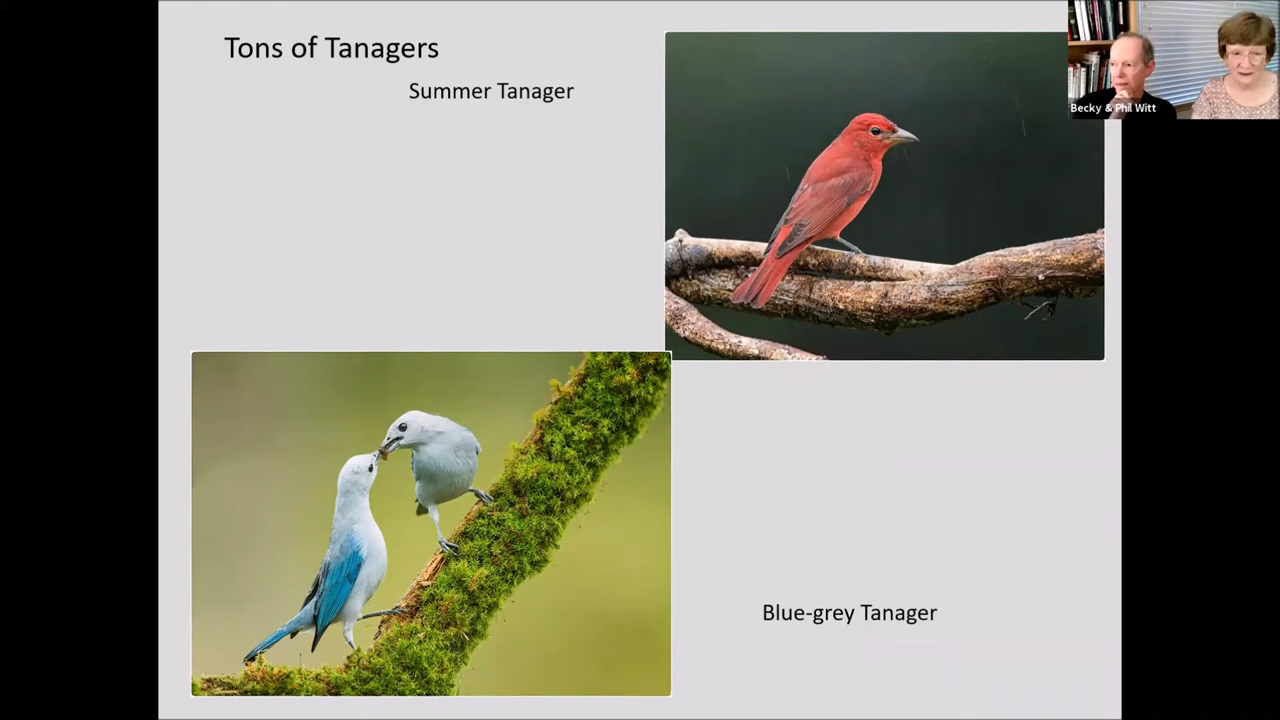 Tons of Tanagers
Summer Tanager
Becky & Phil Witt
Blue-grey Tanager